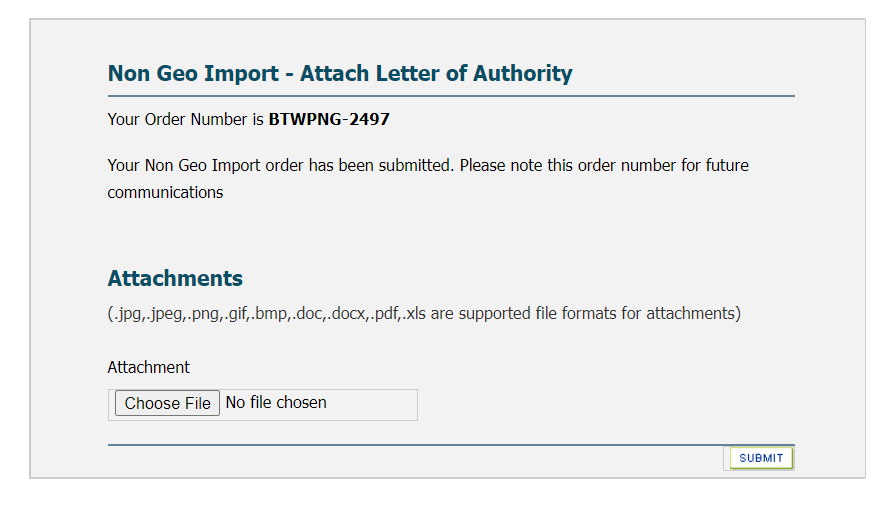 Non Geo Import - Attach Letter of Authority
Your Order Number is BTWPNG-2497
Your Non Geo Import order has been submitted. Please note this order number for future
communications
Attachments
(.jpg,.jpeg,.png,.gif,.bmp,.doc,.docx,.pdf,.xls are supported file formats for attachments)
Attachment
Choose File No file chosen
SUBMIT